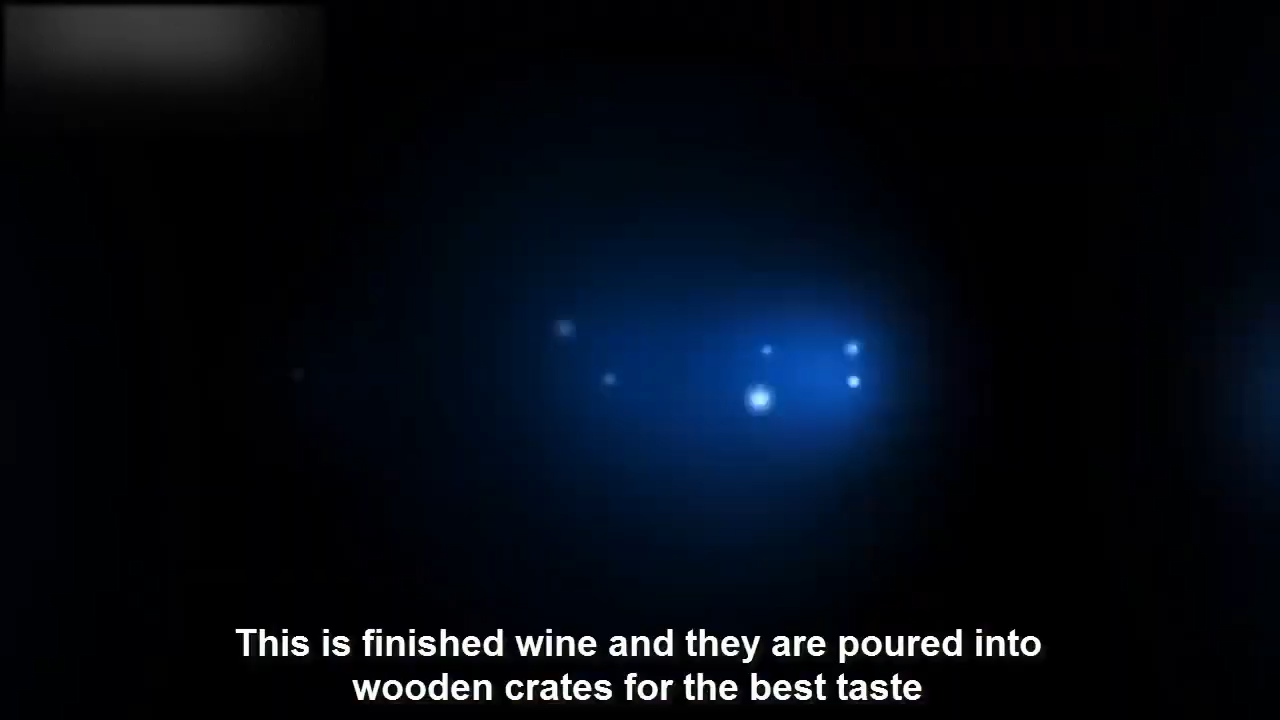 This is finished wine and they are poured into
wooden crates for the best taste